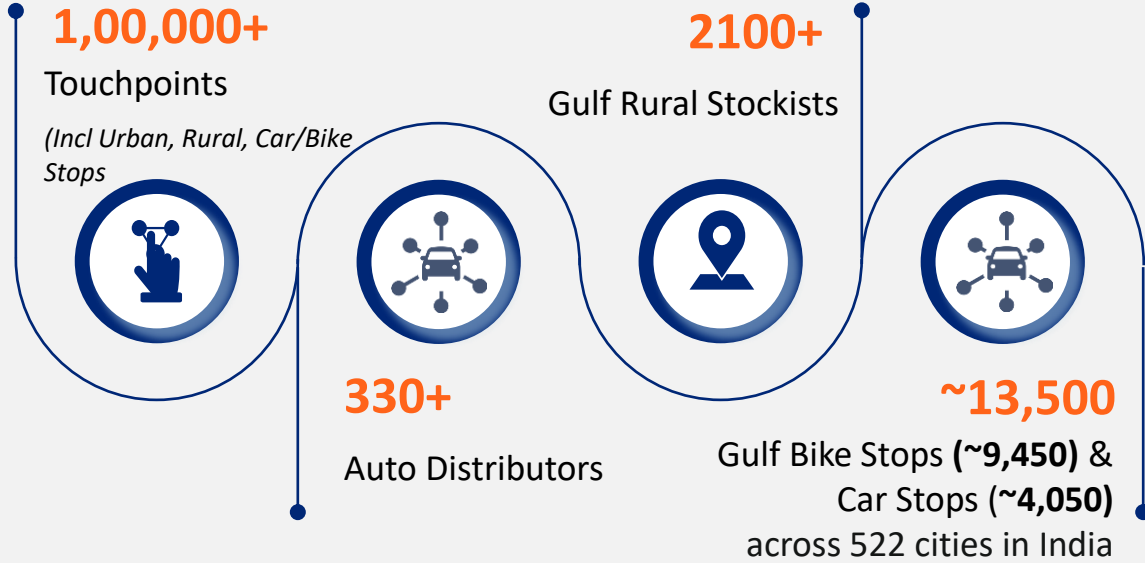 1,00,000+
Touchpoints
(Incl Urban, Rural, Car/Bike
Stops
330+
Auto Distributors
2100+
Gulf Rural Stockists
~13,500
Gulf Bike Stops (~9,450) &
Car Stops (~4,050)
across 522 cities in India